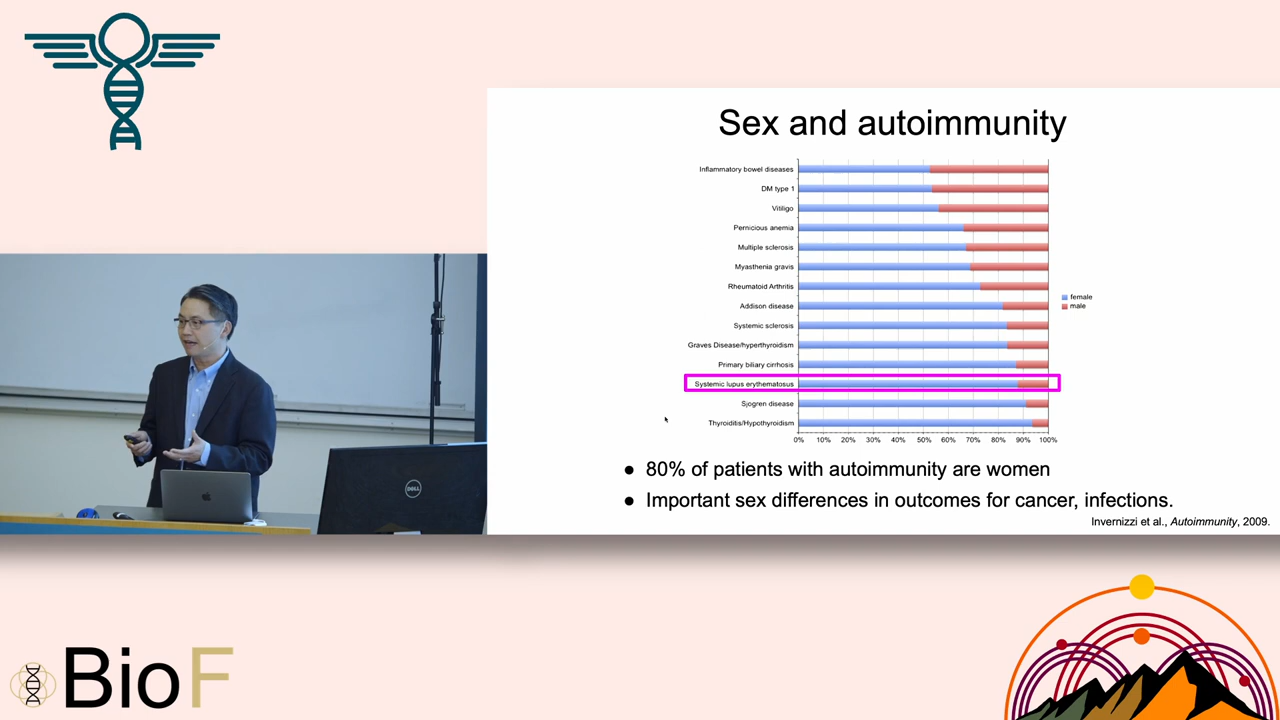 Sex and autoimmunity
Inflammatory bowel diseases
DM type 1
Vitiligo
Pernicious anemia
Multiple sclerosis
Myasthenia gravis
Rheumatoid Arthritis
Addison disease
Systemic sclerosis
Graves Disease/hyperthyroidism
Primary biliary cirrhosis
Systemic lupus erythematosus
Sjogren disease
Thyroiditis/Hypothyroidism
0% 10% 20% 30% 40% 50% 60% 70% 80% 90% 100%
female
male
● 80% of patients with autoimmunity are women
● Important sex differences in outcomes for cancer, infections.
Invernizzi et al., Autoimmunity, 2009.
DELL
BioF